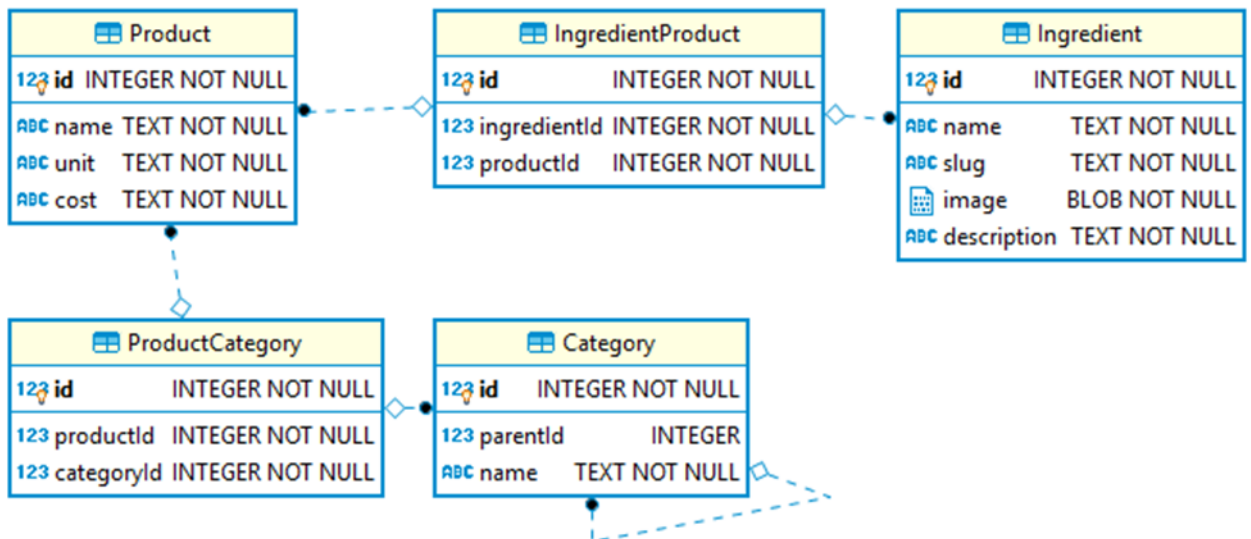 Product
123 id INTEGER NOT NULL
ABC name TEXT NOT NULL
ABC unit TEXT NOT NULL
ABC cost TEXT NOT NULL
IngredientProduct
123 id INTEGER NOT NULL
123 ingredientId INTEGER NOT NULL
123 productId INTEGER NOT NULL
Ingredient
123 id INTEGER NOT NULL
ABC name TEXT NOT NULL
ABC slug TEXT NOT NULL
image BLOB NOT NULL
ABC description TEXT NOT NULL
ProductCategory
123 id INTEGER NOT NULL
123 productId INTEGER NOT NULL
123 categoryId INTEGER NOT NULL
Category
123 id INTEGER NOT NULL
123 parentId INTEGER
ABC name TEXT NOT NULL